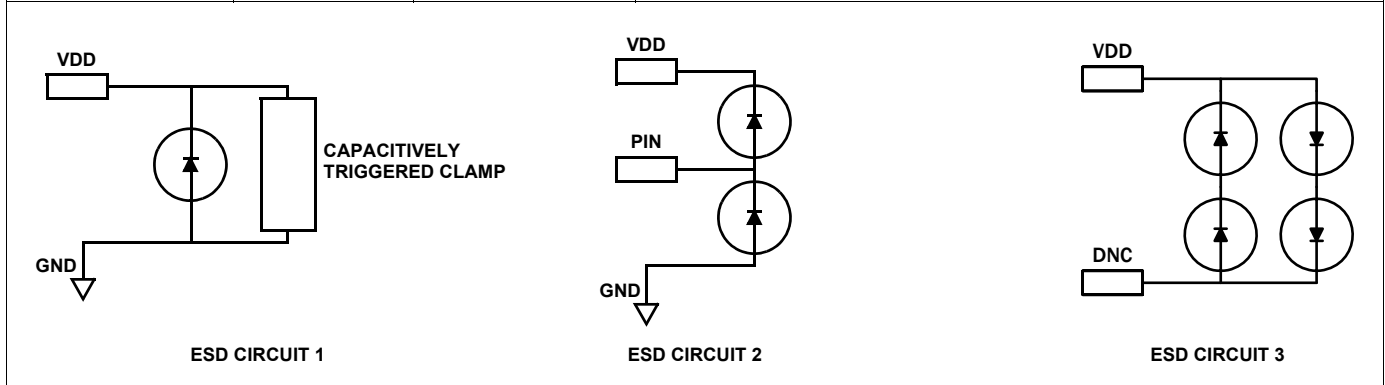 VDD
CAPACITIVELY
TRIGGERED CLAMP
GND
ESD CIRCUIT 1
VDD
PIN
GND
ESD CIRCUIT 2
VDD
DNC
ESD CIRCUIT 3